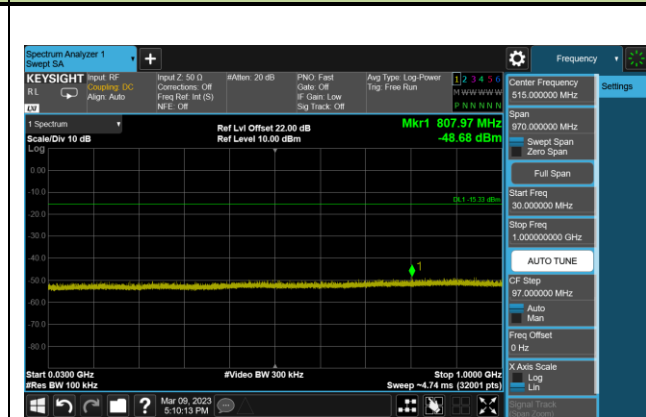 Spectrum Analyzer 1
Swept SA
+
Frequency
KEYSIGHT
RL
LXI
Input: RF
Coupling: DC
Align: Auto
Input Z: 50 Ω
Corrections: Off
Freq Ref: Int (S)
NFE: Off
#Atten: 20 dB
PNO: Fast
Gate: Off
IF Gain: Low
Sig Track: Off
Avg Type: Log-Power
Trig: Free Run
1 2 3 4 5 6
M W W W W W
P N N N N N
Center Frequency
515.000000 MHz
Settings
Span
970.000000 MHz
Swept Span
Zero Span
Full Span
Start Freq
30.000000 MHz
Stop Freq
1.000000000 GHz
AUTO TUNE
CF Step
97.000000 MHz
Auto
Man
Freq Offset
0 Hz
X Axis Scale
Log
Lin
Signal Track
(Span Zoom)
1 Spectrum
Scale/Div 10 dB
Ref Lvl Offset 22.00 dB
Ref Level 10.00 dBm
Mkr1 807.97 MHz
-48.68 dBm
Log
0.00
-10.0
DL1 -15.33 dBm
-20.0
-30.0
-40.0
1
-50.0
-60.0
-70.0
-80.0
Start 0.0300 GHz
#Res BW 100 kHz
#Video BW 300 kHz
Stop 1.0000 GHz
Sweep ~4.74 ms (32001 pts)
?
Mar 09, 2023
5:10:13 PM